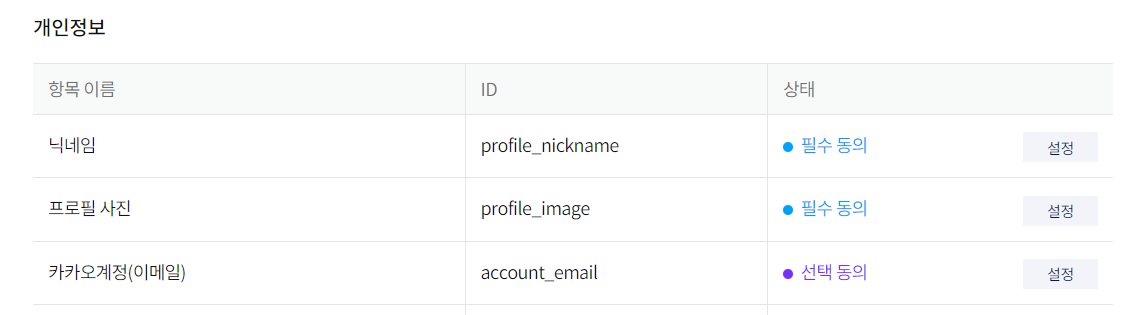 개인정보
항목 이름 ID 상태
닉네임 profile_nickname 필수 동의 설정
프로필 사진 profile_image 필수 동의 설정
카카오계정(이메일) account_email 선택 동의 설정